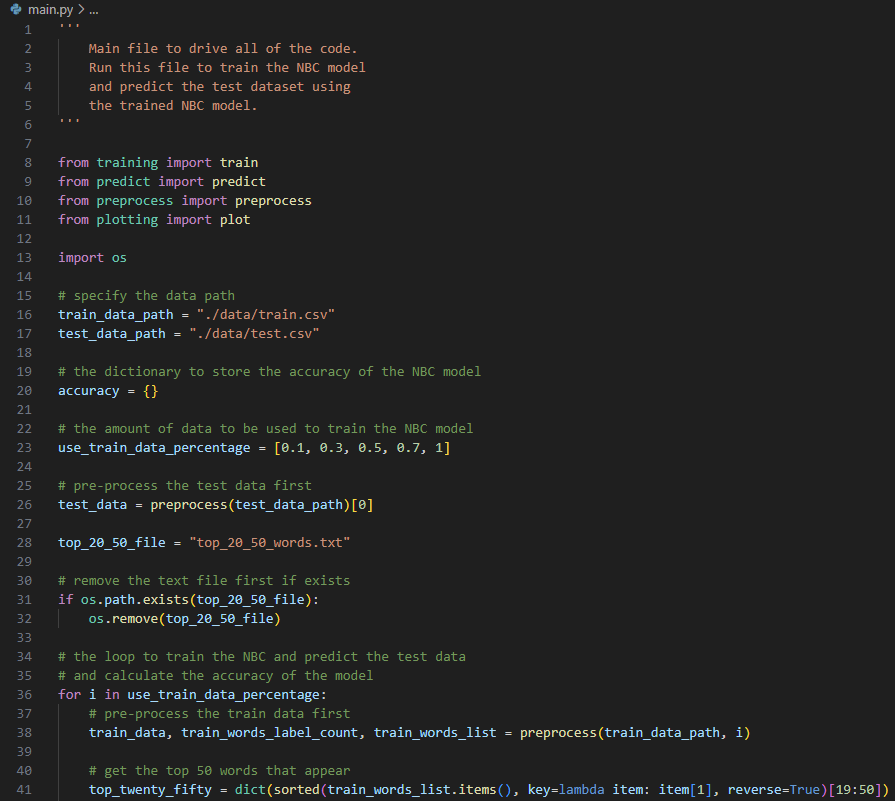 main.py > ...
1 '''
2     Main file to drive all of the code.
3     Run this file to train the NBC model
4     and predict the test dataset using
5     the trained NBC model.
6 '''
7
8 from training import train
9 from predict import predict
10 from preprocess import preprocess
11 from plotting import plot
12
13 import os
14
15 # specify the data path
16 train_data_path = "./data/train.csv"
17 test_data_path = "./data/test.csv"
18
19 # the dictionary to store the accuracy of the NBC model
20 accuracy = {}
21
22 # the amount of data to be used to train the NBC model
23 use_train_data_percentage = [0.1, 0.3, 0.5, 0.7, 1]
24
25 # pre-process the test data first
26 test_data = preprocess(test_data_path)[0]
27
28 top_20_50_file = "top_20_50_words.txt"
29
30 # remove the text file first if exists
31 if os.path.exists(top_20_50_file):
32     os.remove(top_20_50_file)
33
34 # the loop to train the NBC and predict the test data
35 # and calculate the accuracy of the model
36 for i in use_train_data_percentage:
37     # pre-process the train data first
38     train_data, train_words_label_count, train_words_list = preprocess(train_data_path, i)
39
40     # get the top 50 words that appear
41     top_twenty_fifty = dict(sorted(train_words_list.items(), key=lambda item: item[1], reverse=True)[19:50])